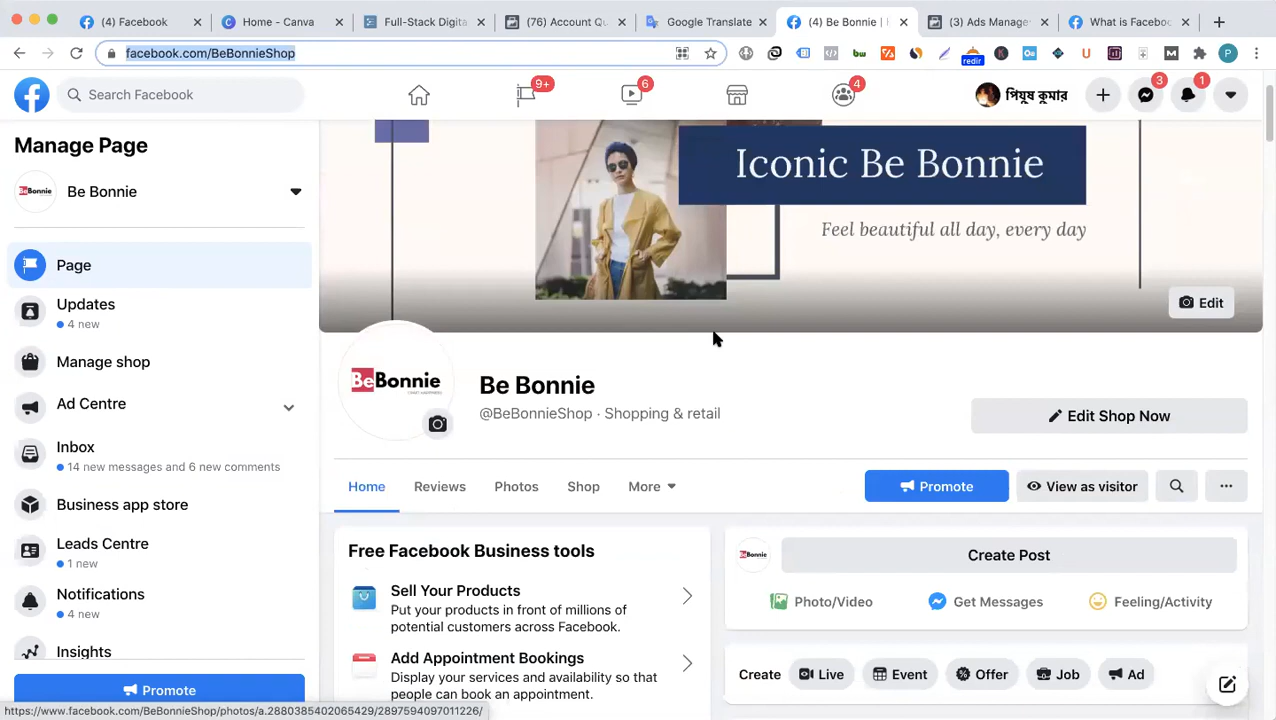 (4) Facebook
Home - Canva
Full-Stack Digita
(76) Account Qu
Google Translate
(4) Be Bonnie |
(3) Ads Manage
What is Faceboo
facebook.com/BeBonnieShop
redir
P
Search Facebook
9+
6
4
পিযুষ কুমার
3
1
Manage Page
BeBonnie
Be Bonnie
Page
Updates
4 new
Manage shop
Ad Centre
Inbox
14 new messages and 6 new comments
Business app store
Leads Centre
1 new
Notifications
4 new
Insights
Promote
Iconic Be Bonnie
Feel beautiful all day, every day
Edit
BeBonnie
Be Bonnie
@BeBonnieShop · Shopping & retail
Edit Shop Now
Home
Reviews
Photos
Shop
More
Promote
View as visitor
Free Facebook Business tools
Sell Your Products
Put your products in front of millions of
potential customers across Facebook.
Add Appointment Bookings
Display your services and availability so that
people can book an appointment.
BeBonnie
Create Post
Photo/Video
Get Messages
Feeling/Activity
Create
Live
Event
Offer
Job
Ad
https://www.facebook.com/BeBonnieShop/photos/a.2880385402065429/2897594097011226/